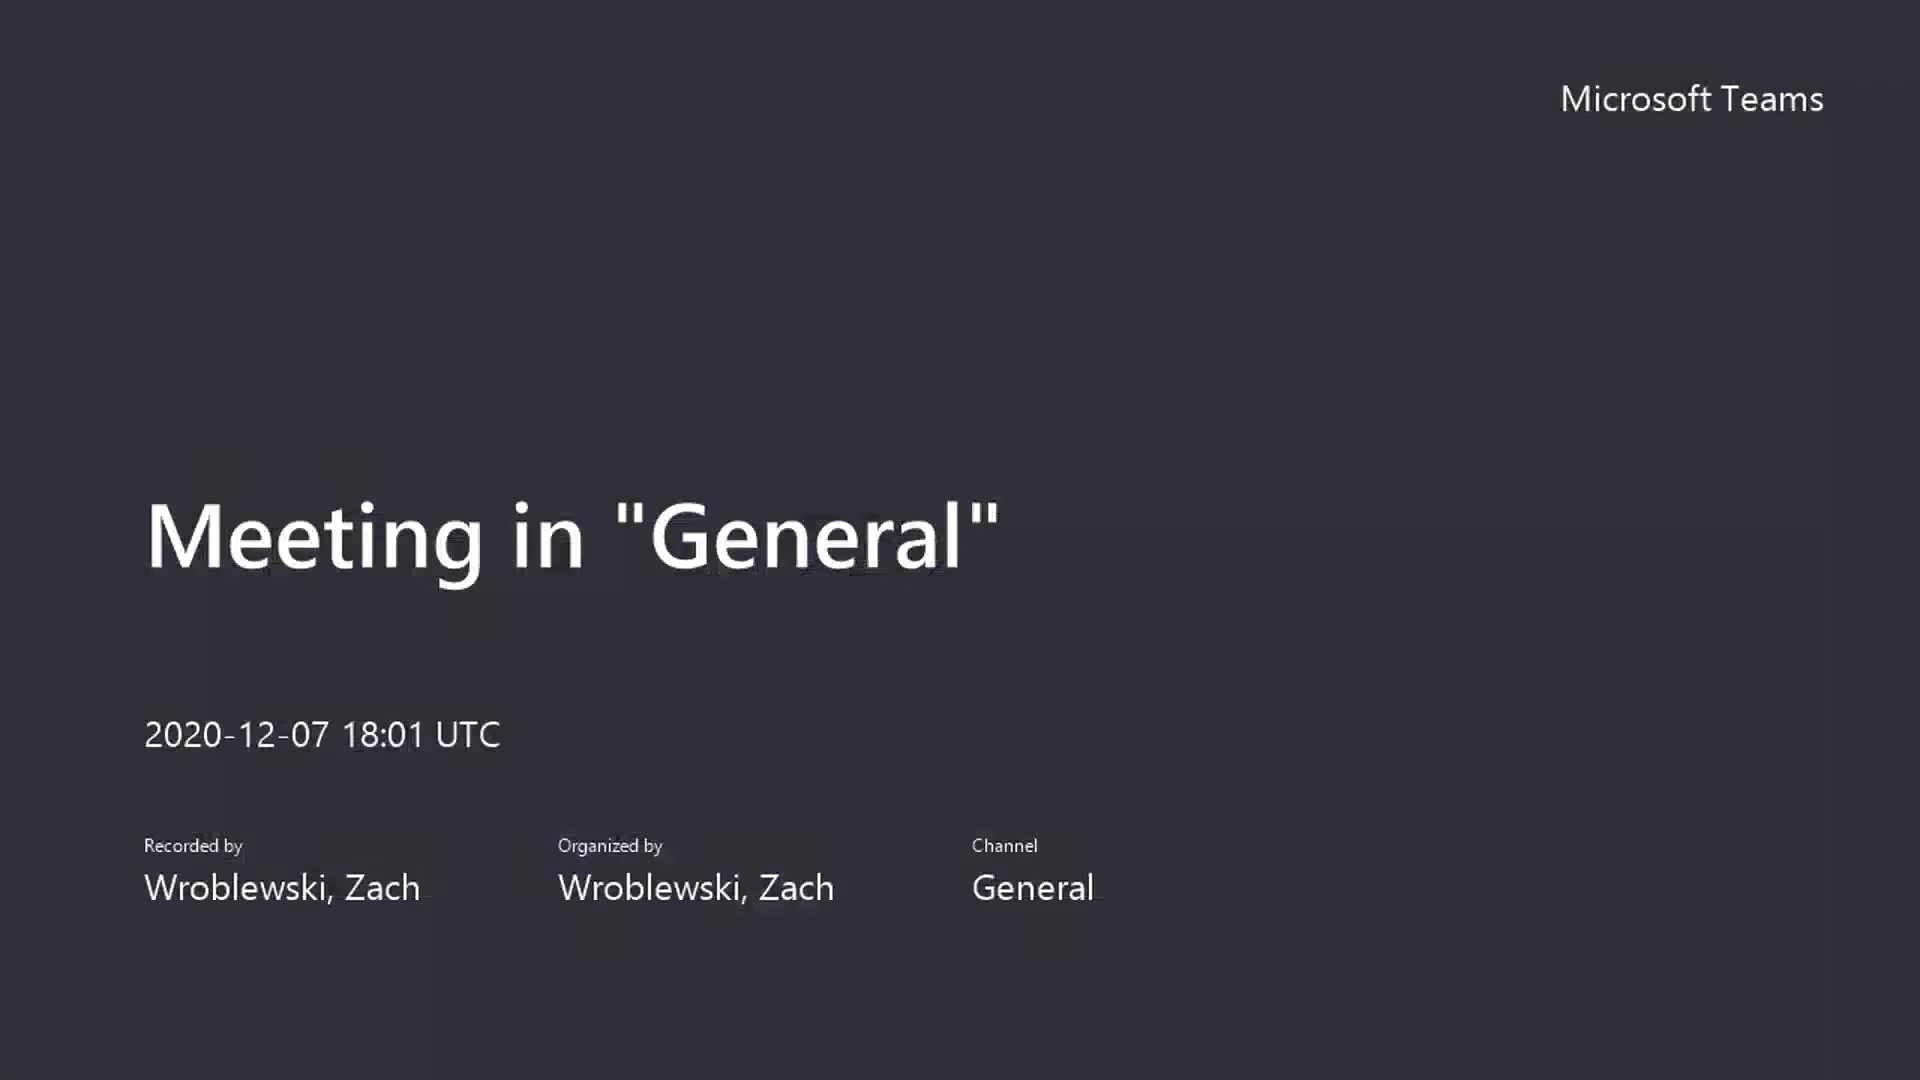 Microsoft Teams
Meeting in "General"
2020-12-07 18:01 UTC
Recorded by
Wroblewski, Zach
Organized by
Wroblewski, Zach
Channel
General